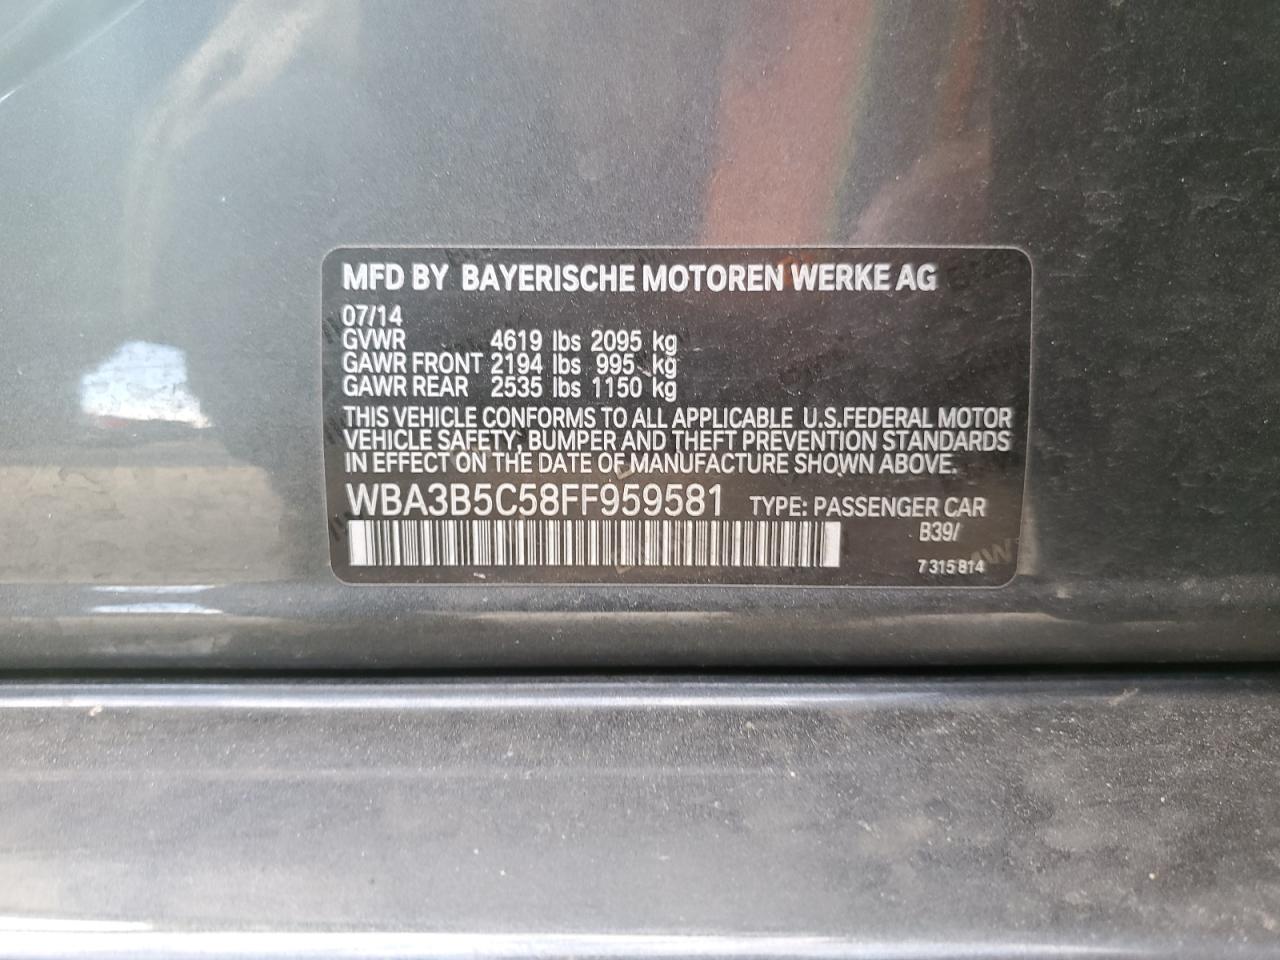 MFD BY BAYERISCHE MOTOREN WERKE AG
07/14
GVWR 4619 lbs 2095 kg
GAWR FRONT 2194 lbs 995 kg
GAWR REAR 2535 lbs 1150 kg
THIS VEHICLE CONFORMS TO ALL APPLICABLE U.S.FEDERAL MOTOR
VEHICLE SAFETY, BUMPER AND THEFT PREVENTION STANDARDS
IN EFFECT ON THE DATE OF MANUFACTURE SHOWN ABOVE.
WBA3B5C58FF959581 TYPE: PASSENGER CAR
B39/
7 315 814